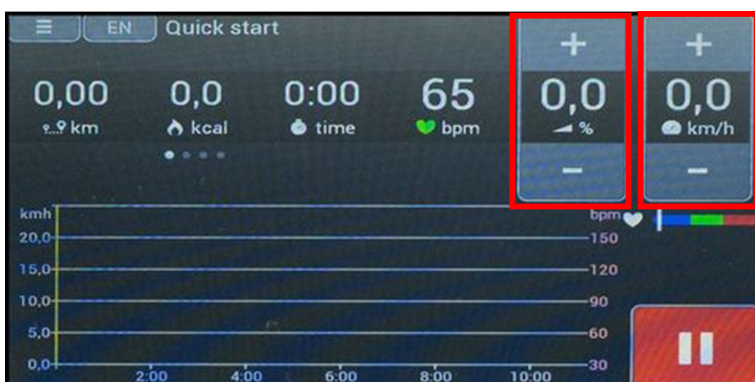 EN Quick start
+ +
0,00 0,0 0:00 65 0,0 0,0
km kcal time bpm % km/h
− −
kmh bpm
20,0 150
15,0 120
10,0 90
5,0 60
0,0 30
2:00 4:00 6:00 8:00 10:00